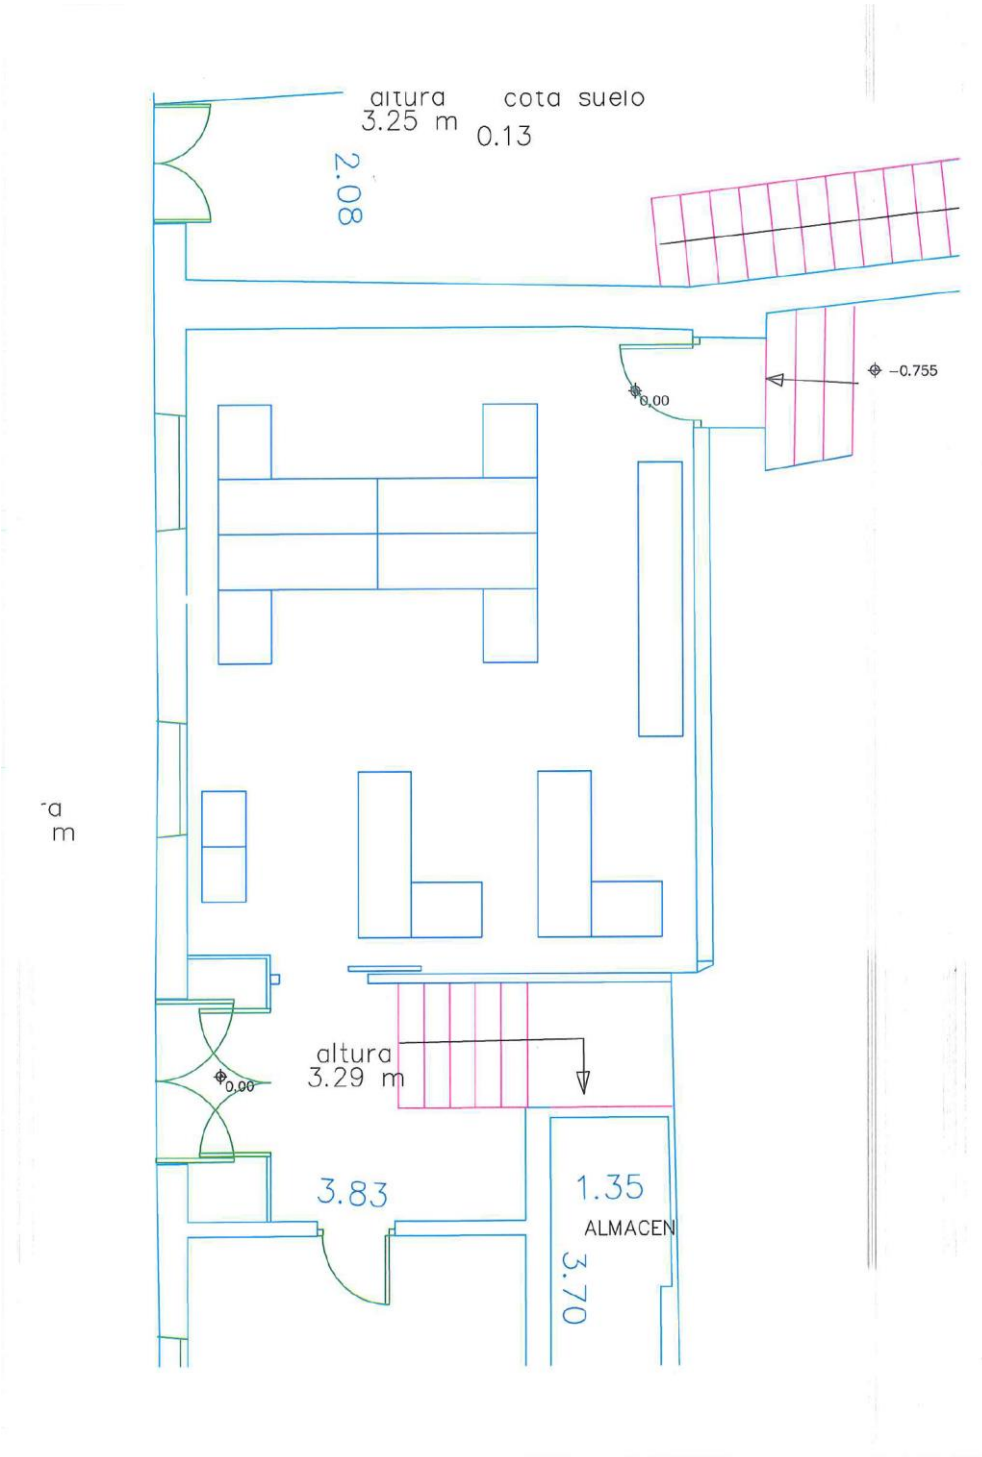 altura cota suelo
3.25 m 0.13
2.08
-0.755
0,00
a
m
altura
3.29 m
0,00
3.83
1.35
ALMACEN
3.70